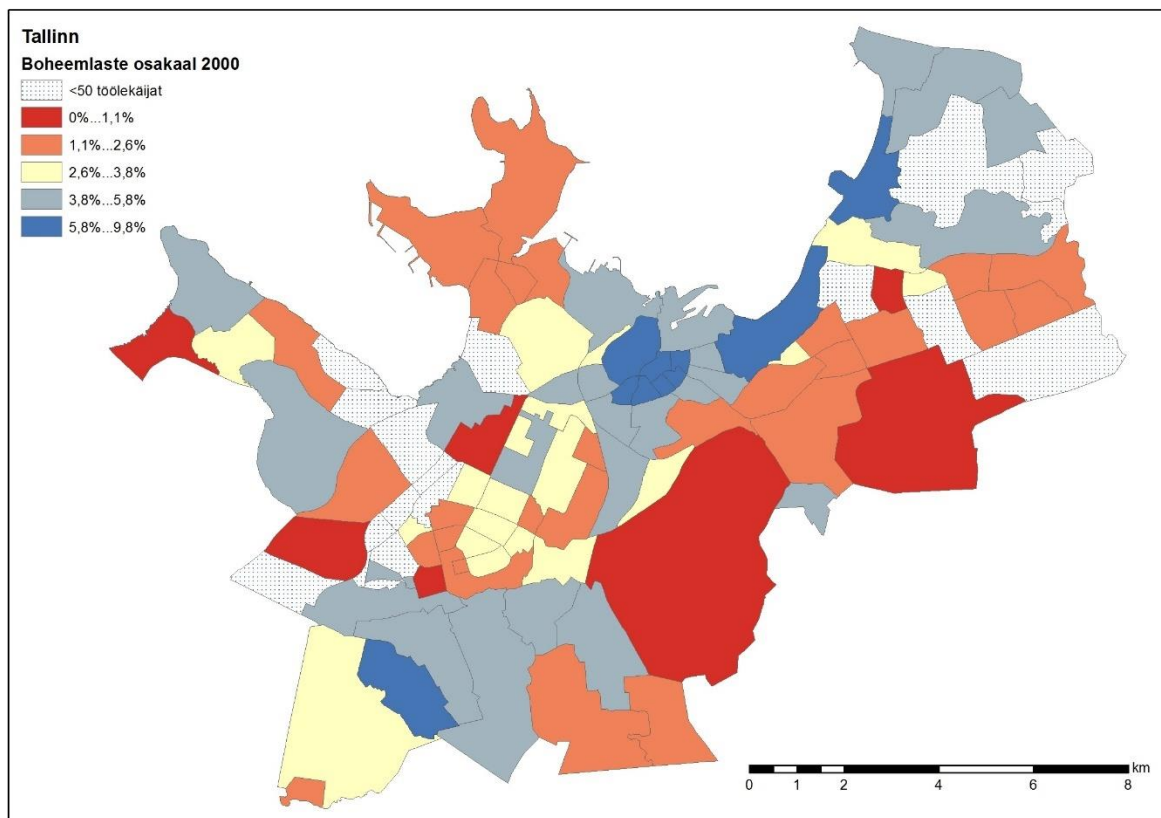 Tallinn
Boheemlaste osakaal 2000
<50 töölekäijat
0%...1,1%
1,1%...2,6%
2,6%...3,8%
3,8%...5,8%
5,8%...9,8%
km
0 1 2 4 6 8